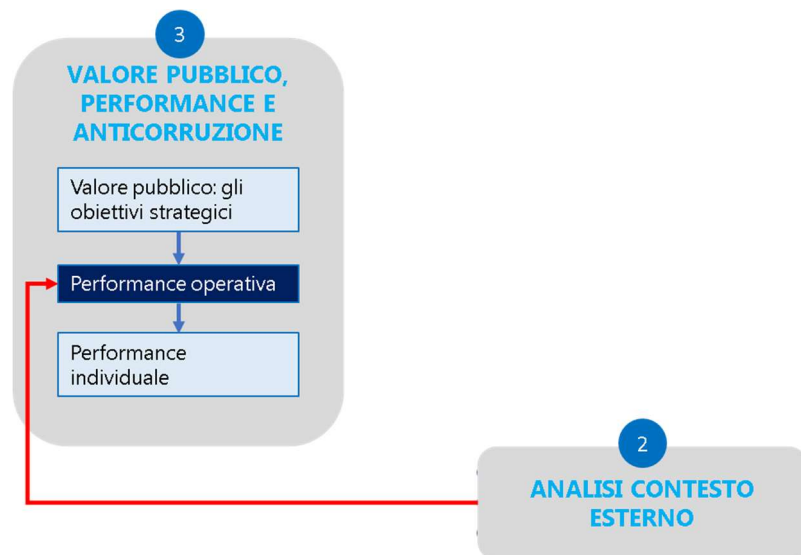 3
VALORE PUBBLICO,
PERFORMANCE E
ANTICORRUZIONE
Valore pubblico: gli
obiettivi strategici
Performance operativa
Performance
individuale
2
ANALISI CONTESTO
ESTERNO